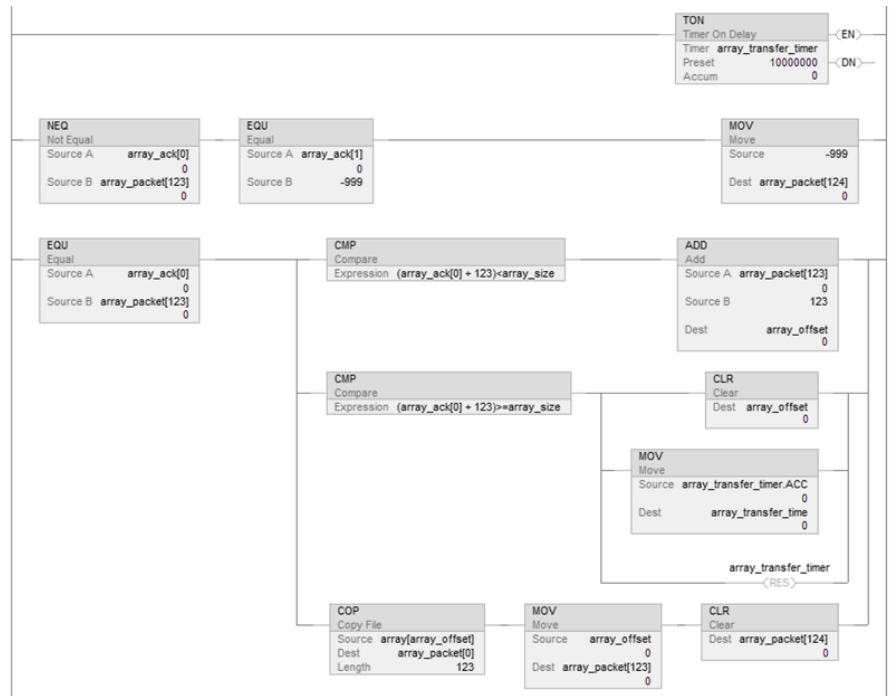 TON
Timer On Delay
Timer array_transfer_timer
Preset 10000000
Accum 0
EN
DN
NEQ
Not Equal
Source A array_ack[0]
0
Source B array_packet[123]
0
EQU
Equal
Source A array_ack[1]
0
Source B -999
MOV
Move
Source -999
Dest array_packet[124]
0
EQU
Equal
Source A array_ack[0]
0
Source B array_packet[123]
0
CMP
Compare
Expression (array_ack[0] + 123)<array_size
ADD
Add
Source A array_packet[123]
0
Source B 123
Dest array_offset
0
CMP
Compare
Expression (array_ack[0] + 123)>=array_size
CLR
Clear
Dest array_offset
0
MOV
Move
Source array_transfer_timer.ACC
0
Dest array_transfer_time
0
array_transfer_timer
RES
COP
Copy File
Source array[array_offset]
Dest array_packet[0]
Length 123
MOV
Move
Source array_offset
0
Dest array_packet[123]
0
CLR
Clear
Dest array_packet[124]
0